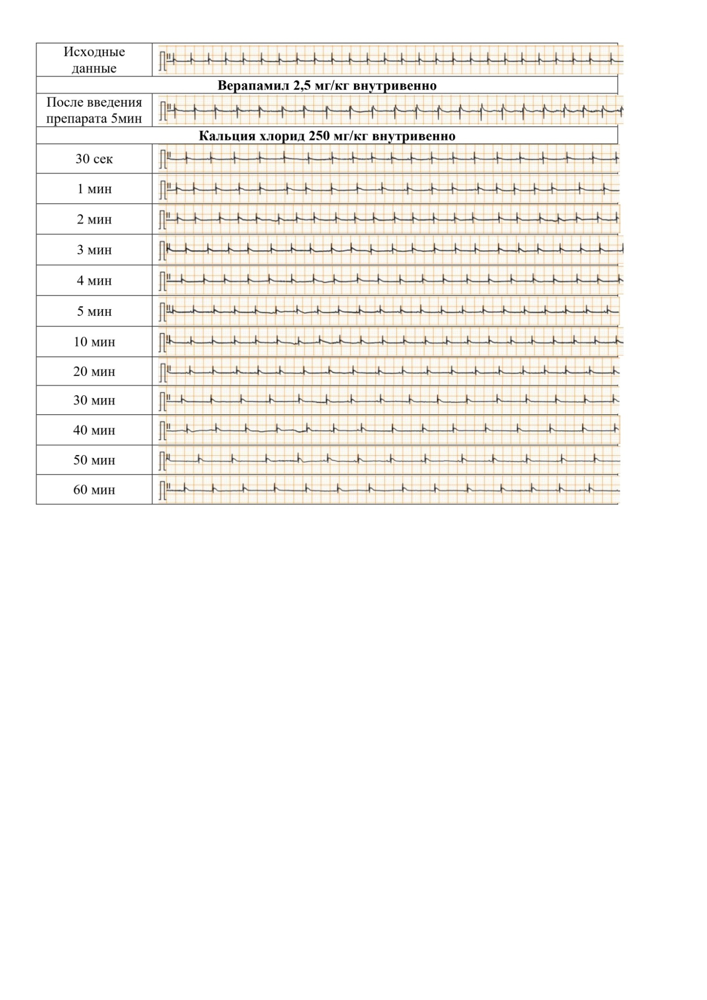 Исходные
данные
II
Верапамил 2,5 мг/кг внутривенно
После введения
препарата 5мин
II
Кальция хлорид 250 мг/кг внутривенно
30 сек
II
1 мин
II
2 мин
II
3 мин
II
4 мин
II
5 мин
II
10 мин
II
20 мин
II
30 мин
II
40 мин
II
50 мин
II
60 мин
II